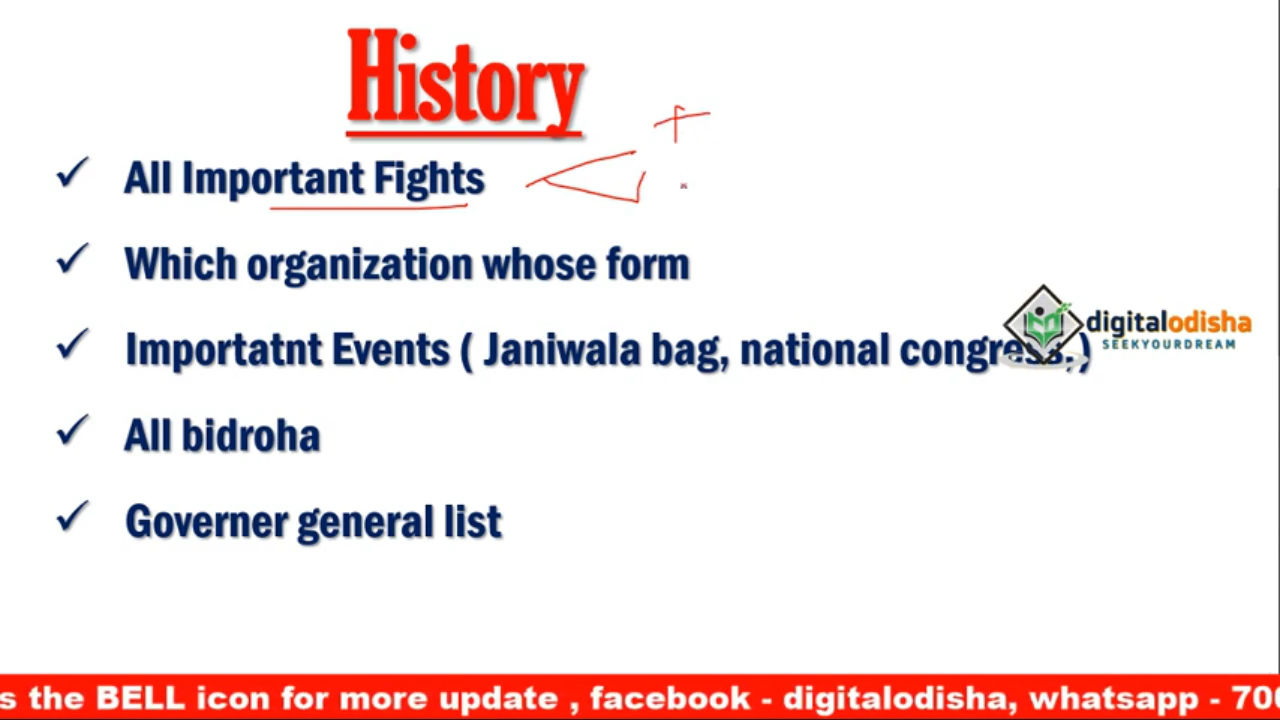 History
✓ All Important Fights
✓ Which organization whose form
✓ Importatnt Events ( Janiwala bag, national congress,)
digitalodisha
SEEKYOURDREAM
✓ All bidroha
✓ Governer general list
s the BELL icon for more update , facebook - digitalodisha, whatsapp - 70